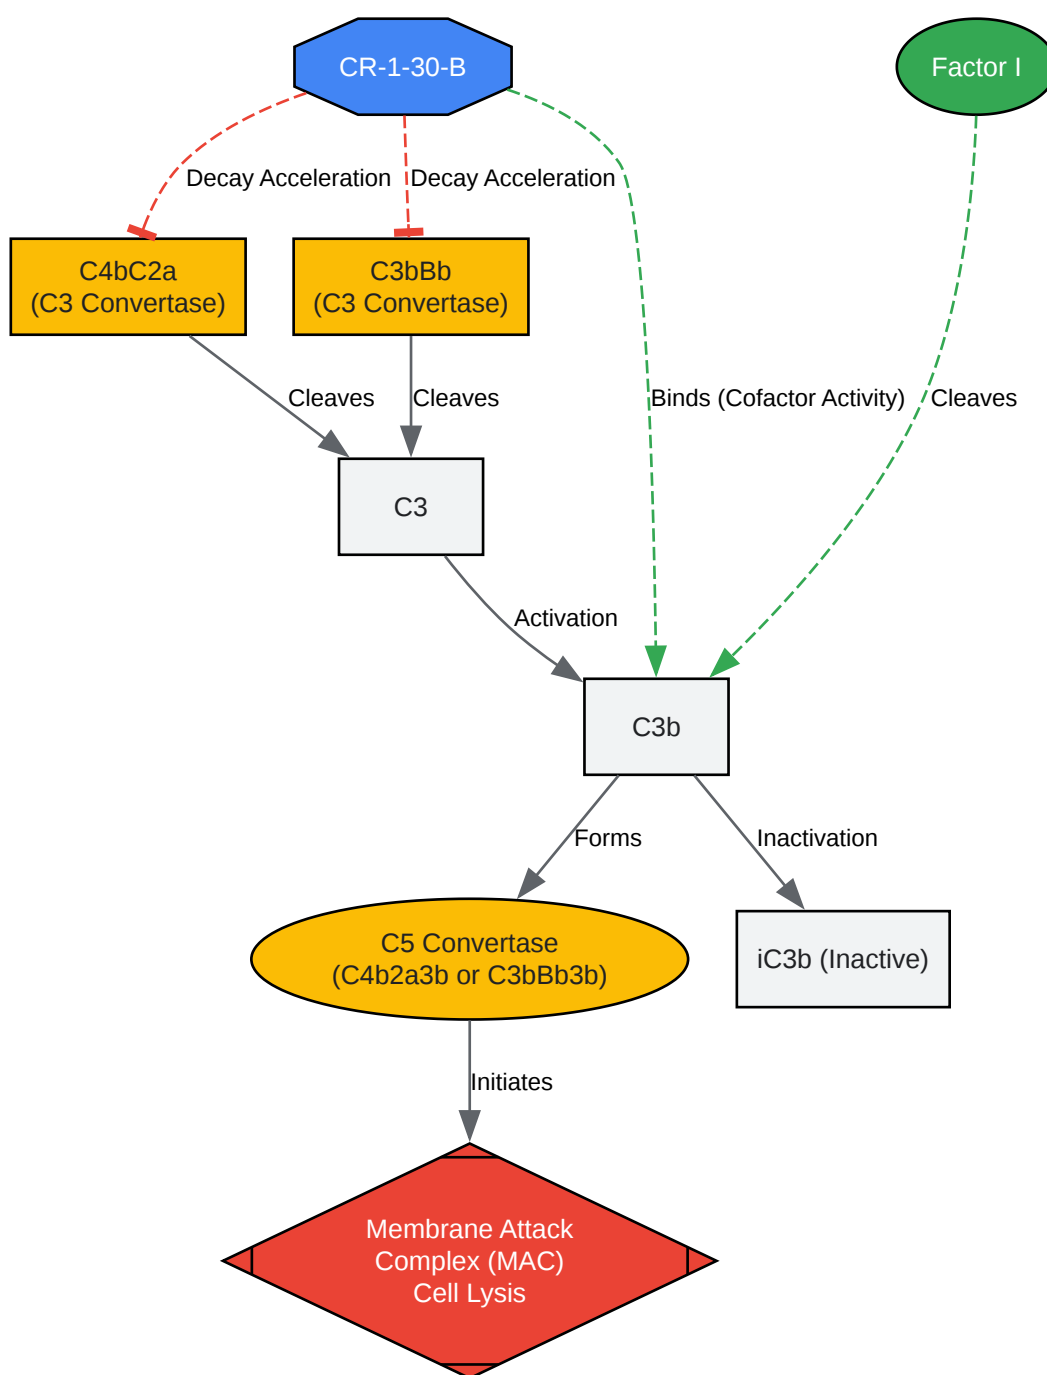 CR-1-30-B
Factor I
Decay Acceleration
Decay Acceleration
C4bC2a
(C3 Convertase)
C3bBb
(C3 Convertase)
Cleaves
Cleaves
Binds (Cofactor Activity)
Cleaves
C3
Activation
C3b
Forms
Inactivation
C5 Convertase
(C4b2a3b or C3bBb3b)
iC3b (Inactive)
Initiates
Membrane Attack
Complex (MAC)
Cell Lysis